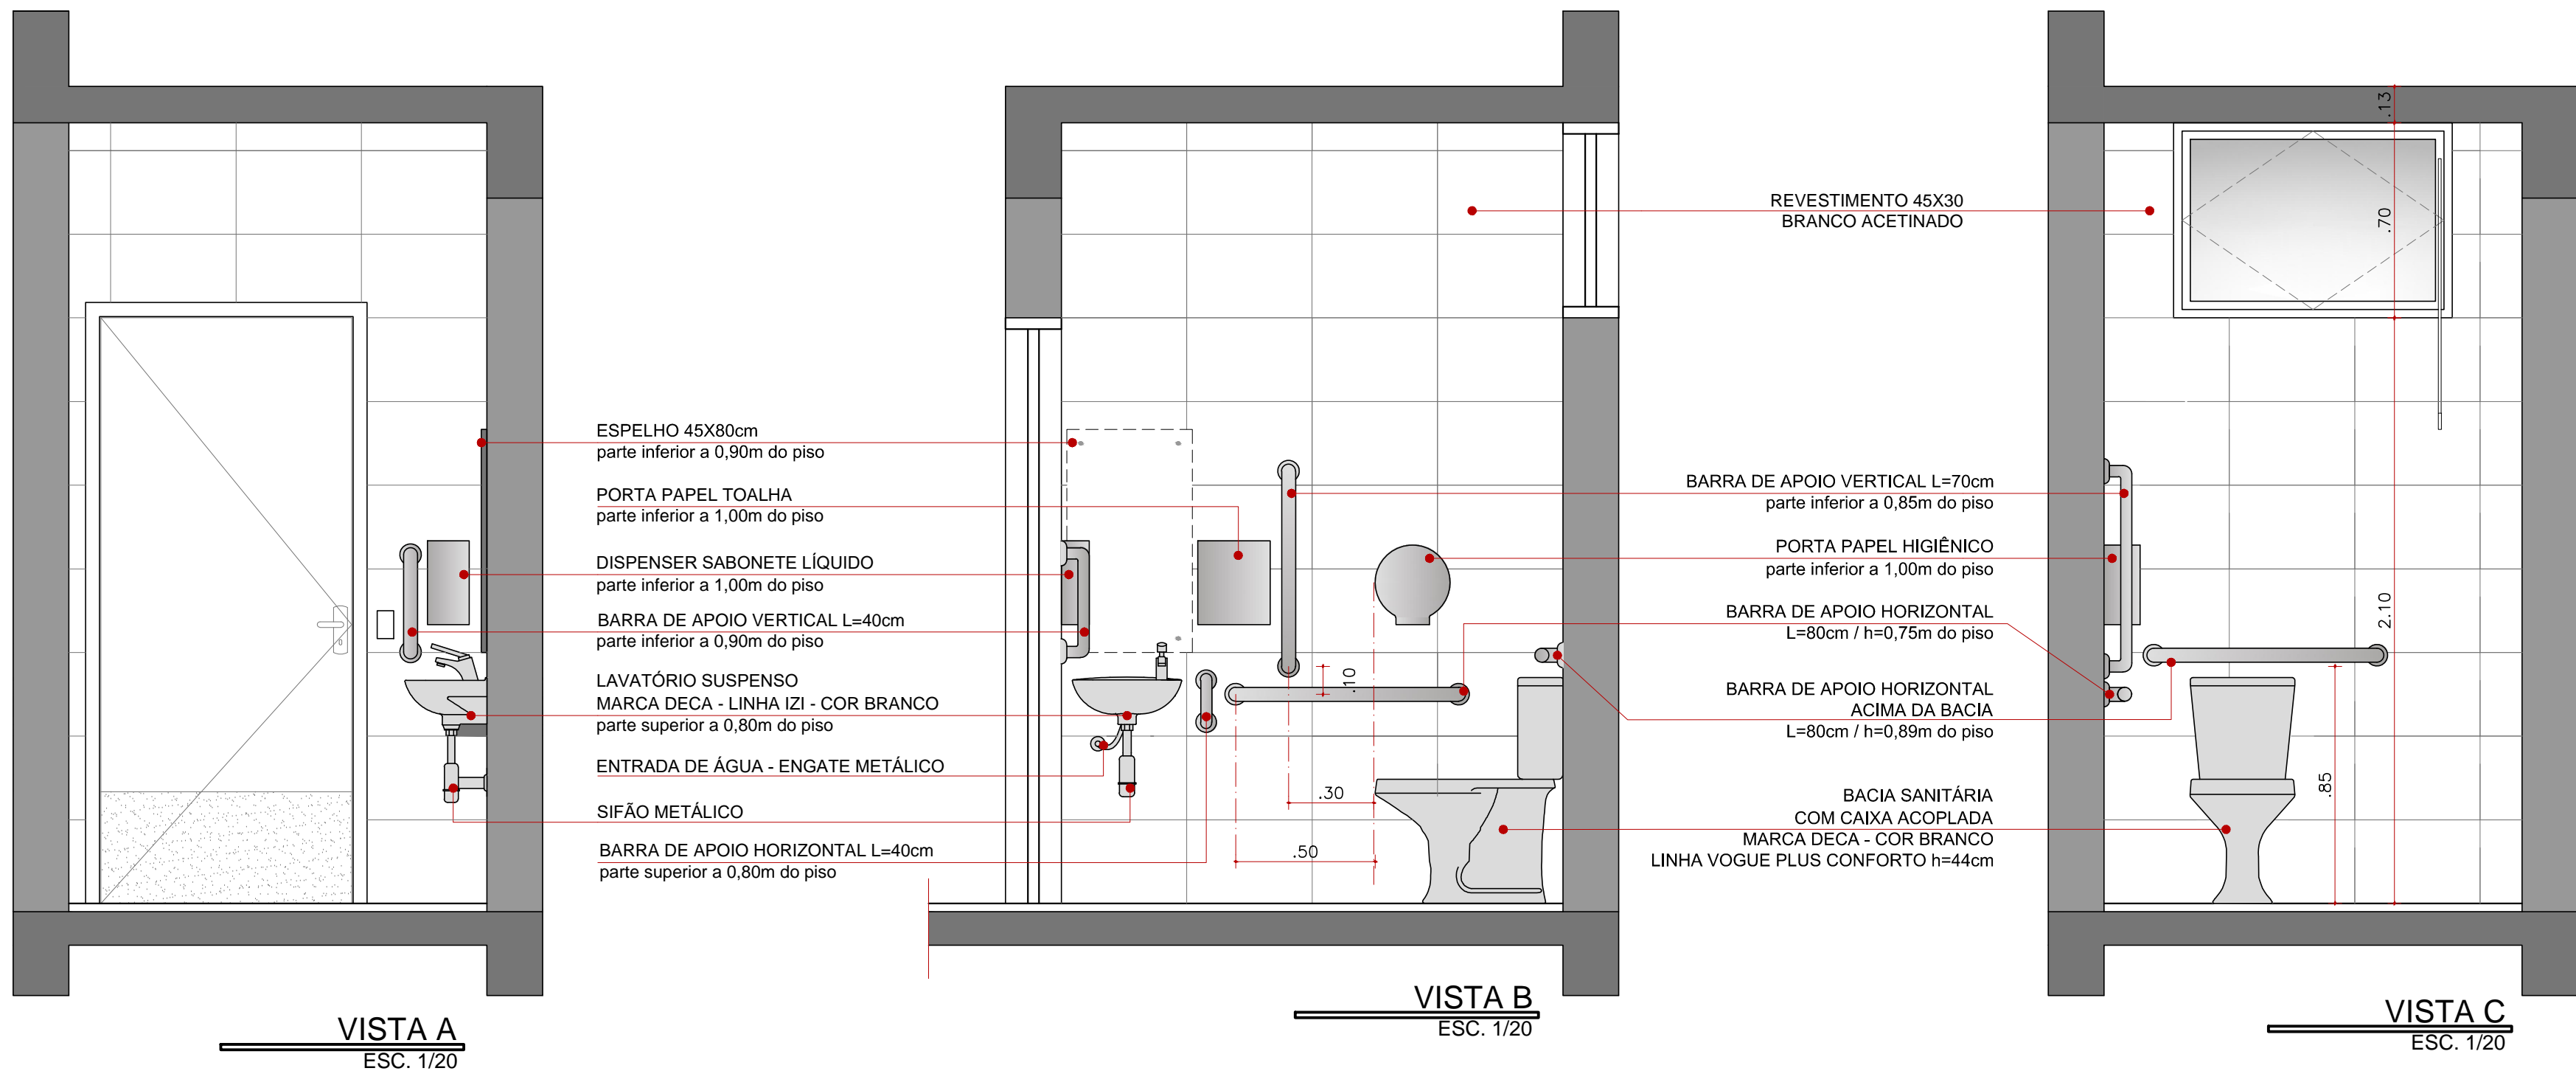 ESPELHO 45X80cm
parte inferior a 0,90m do piso
PORTA PAPEL TOALHA
parte inferior a 1,00m do piso
DISPENSER SABONETE LÍQUIDO
parte inferior a 1,00m do piso
BARRA DE APOIO VERTICAL L=40cm
parte inferior a 0,90m do piso
LAVATÓRIO SUSPENSO
MARCA DECA - LINHA IZI - COR BRANCO
parte superior a 0,80m do piso
ENTRADA DE ÁGUA - ENGATE METÁLICO
SIFÃO METÁLICO
BARRA DE APOIO HORIZONTAL L=40cm
parte superior a 0,80m do piso
VISTA A
ESC. 1/20
.10
.30
.50
VISTA B
ESC. 1/20
REVESTIMENTO 45X30
BRANCO ACETINADO
BARRA DE APOIO VERTICAL L=70cm
parte inferior a 0,85m do piso
PORTA PAPEL HIGIÊNICO
parte inferior a 1,00m do piso
BARRA DE APOIO HORIZONTAL
L=80cm / h=0,75m do piso
BARRA DE APOIO HORIZONTAL
ACIMA DA BACIA
L=80cm / h=0,89m do piso
BACIA SANITÁRIA
COM CAIXA ACOPLADA
MARCA DECA - COR BRANCO
LINHA VOGUE PLUS CONFORTO h=44cm
.13
.70
2.10
.85
VISTA C
ESC. 1/20